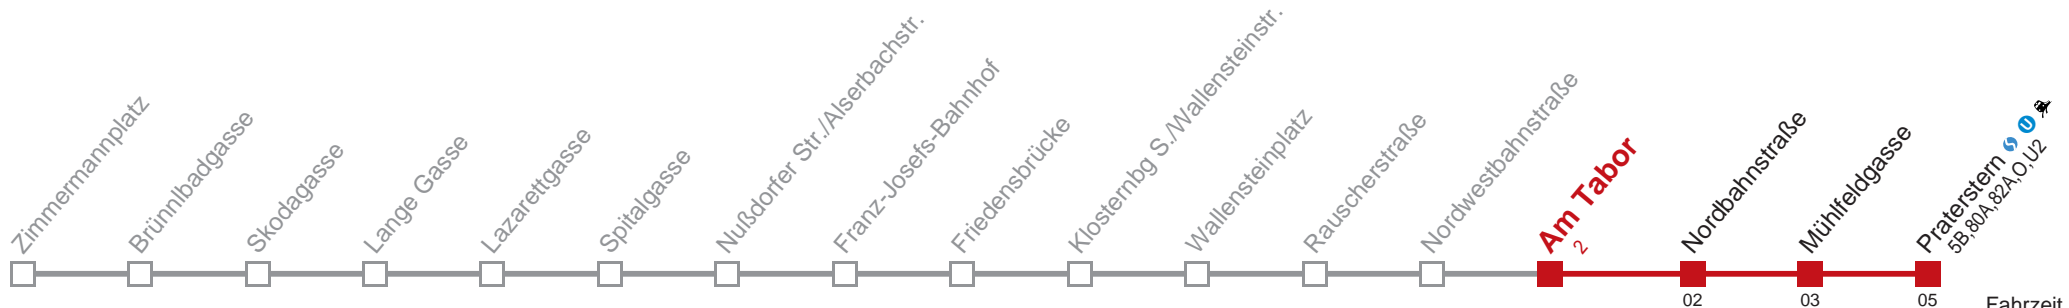 Zimmermannplatz
Brünnlbadgasse
Skodagasse
Lange Gasse
Lazarettgasse
Spitalgasse
Nußdorfer Str./Alserbachstr.
Franz-Josefs-Bahnhof
Friedensbrücke
Klosternbg S./Wallensteinstr.
Wallensteinplatz
Rauscherstraße
Nordwestbahnstraße
Am Tabor
2
Nordbahnstraße
Mühlfeldgasse
Praterstern S U
5B,80A,82A,O,U2
02
03
05
Fahrzeit